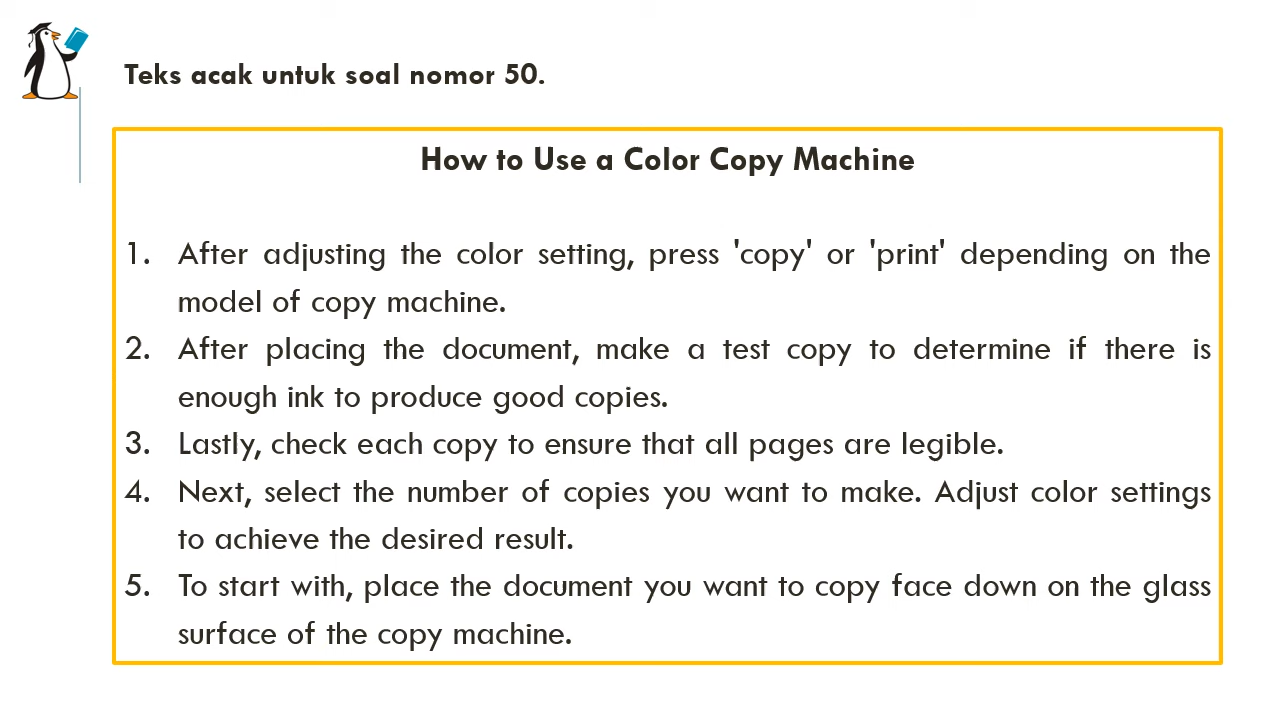 Teks acak untuk soal nomor 50.
How to Use a Color Copy Machine
1. After adjusting the color setting, press 'copy' or 'print' depending on the
model of copy machine.
2. After placing the document, make a test copy to determine if there is
enough ink to produce good copies.
3. Lastly, check each copy to ensure that all pages are legible.
4. Next, select the number of copies you want to make. Adjust color settings
to achieve the desired result.
5. To start with, place the document you want to copy face down on the glass
surface of the copy machine.